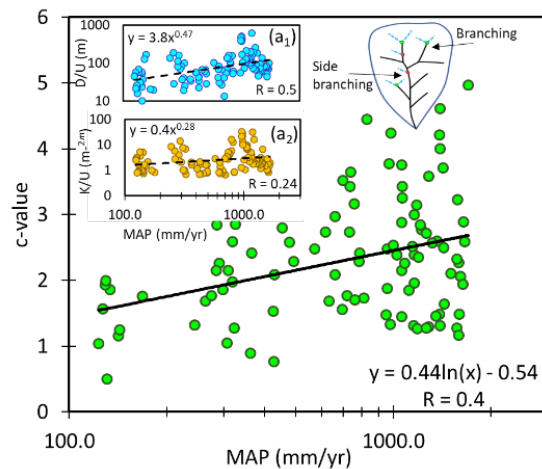 1000
y = 3.8x^0.47
(a₁)
100
D/U (m)
R = 0.5
10
y = 0.4x^0.28
(a₂)
K/U (m^-2m)
R = 0.24
100.0
1000.0
MAP (mm/yr)
Branching
Side
branching
6
5
4
3
2
1
0
c-value
y = 0.44ln(x) - 0.54
R = 0.4
100.0
1000.0
MAP (mm/yr)